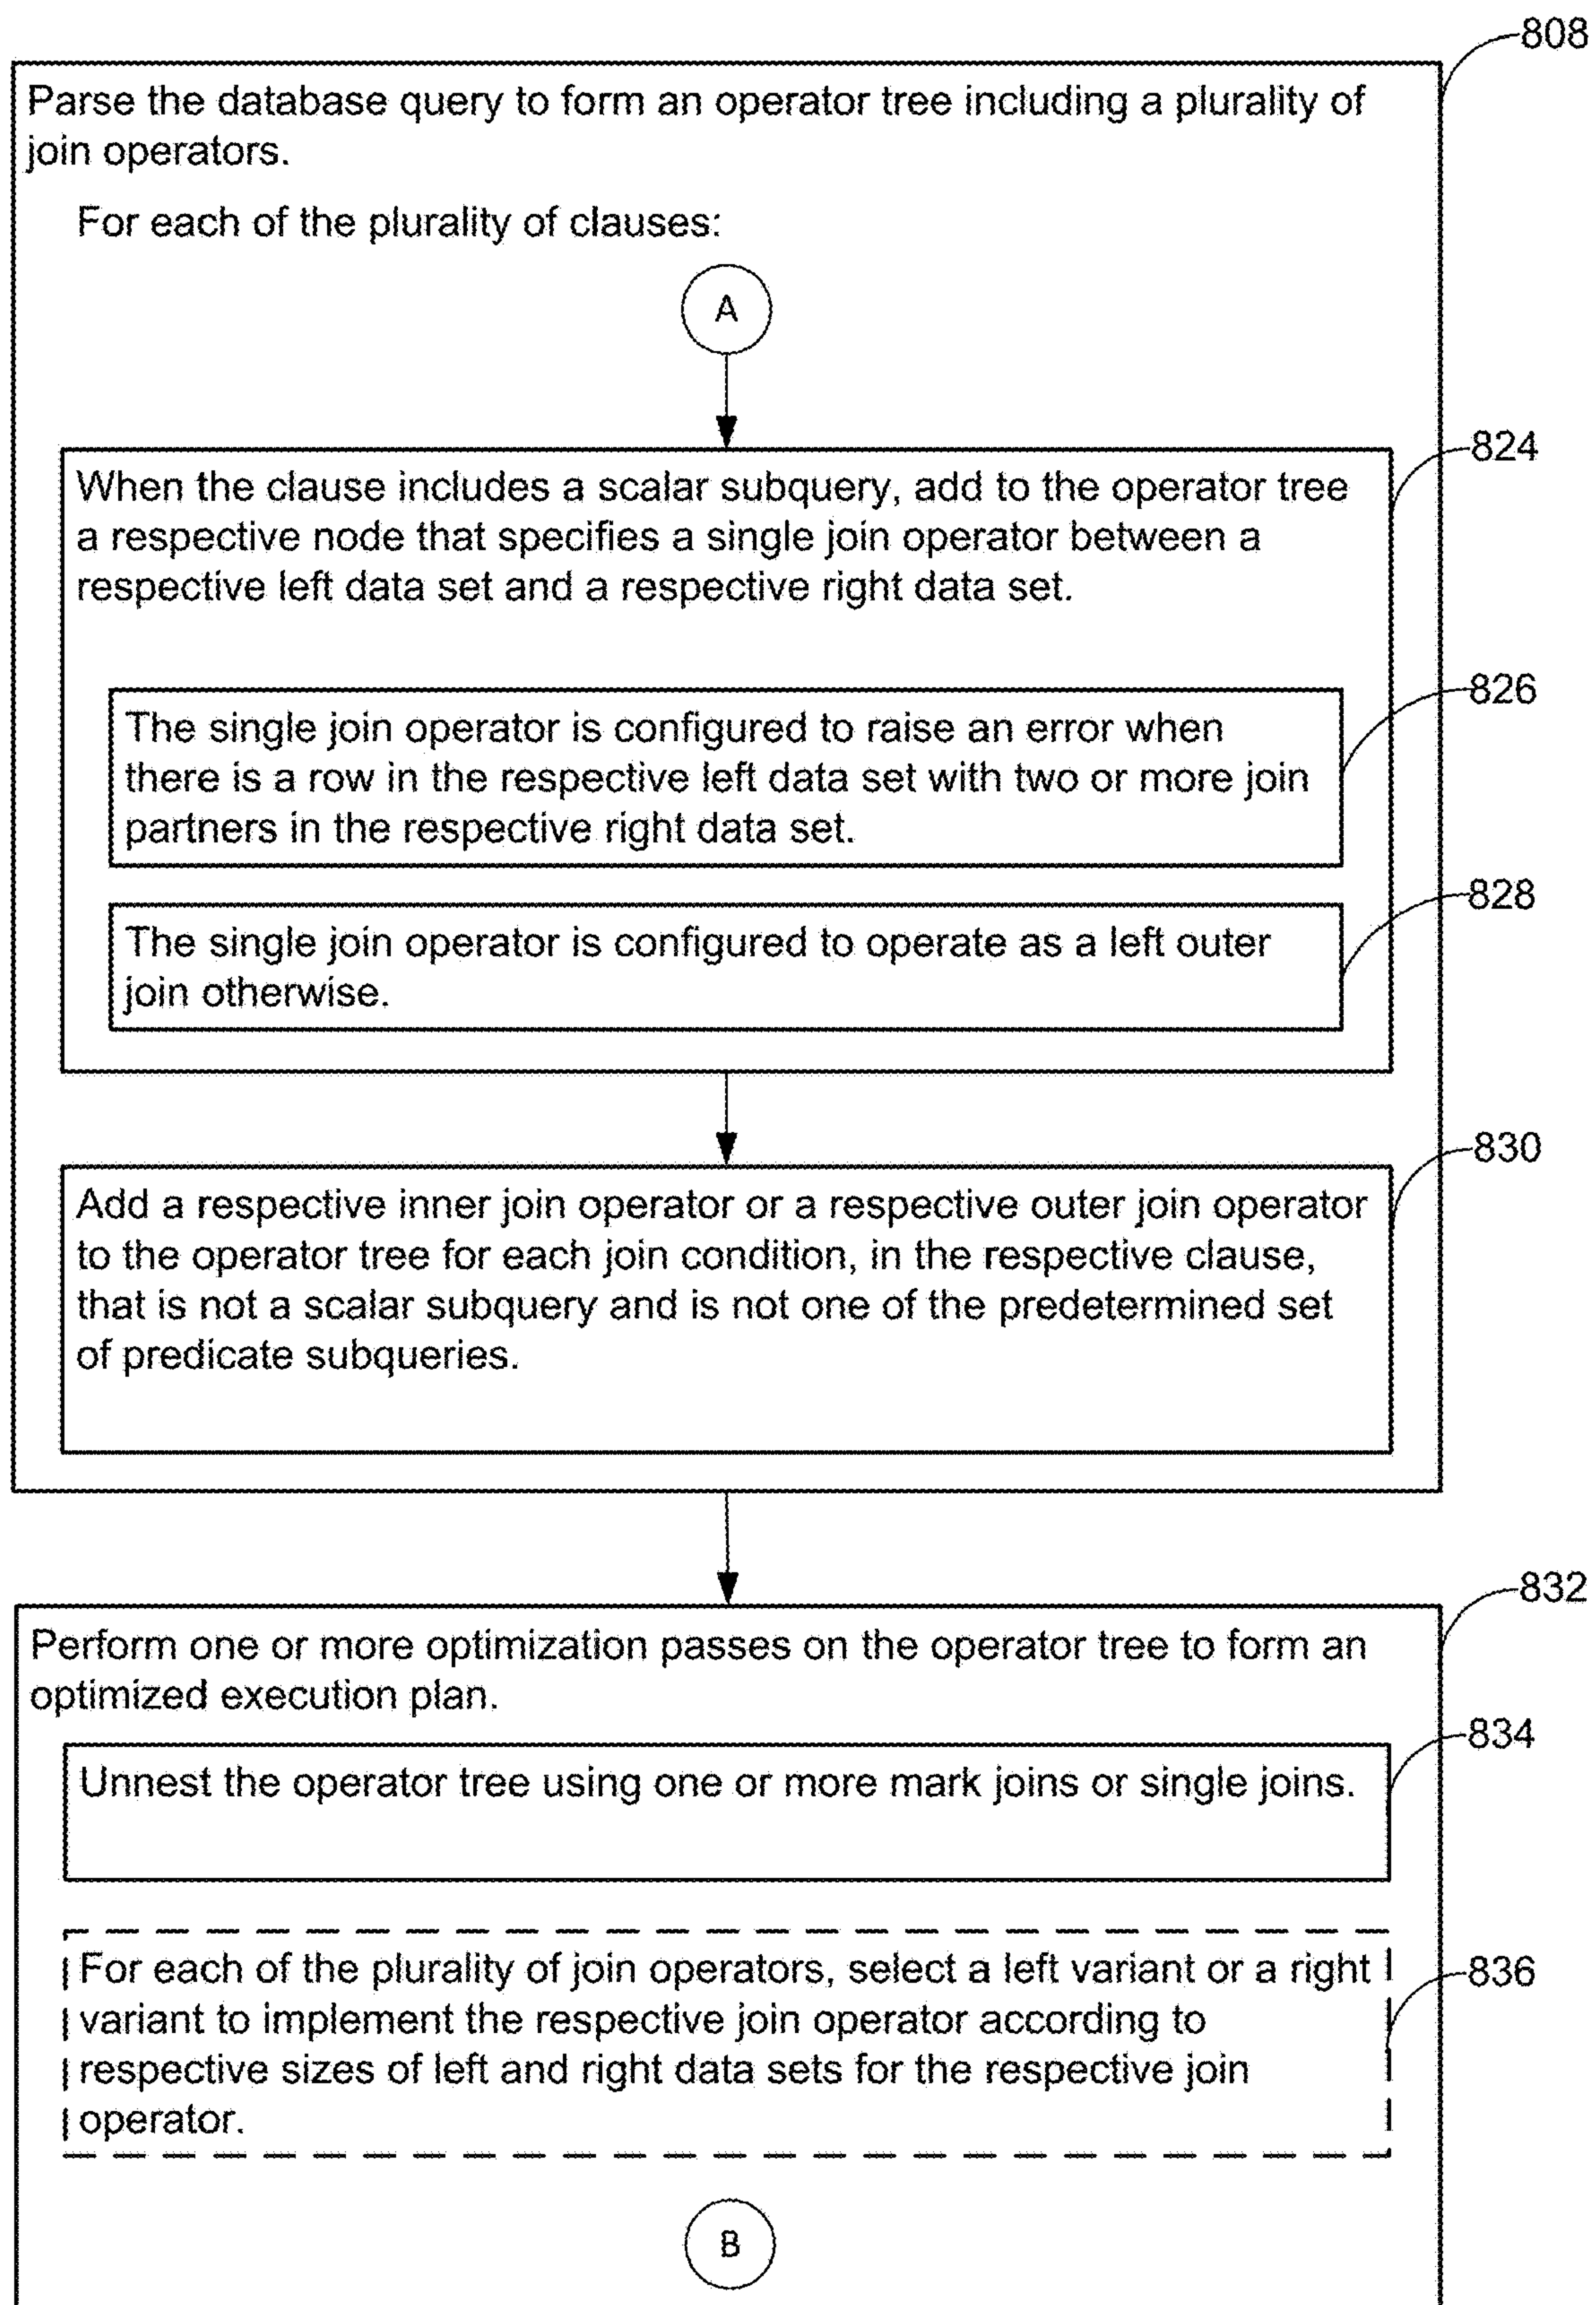 808
Parse the database query to form an operator tree including a plurality of
join operators.
For each of the plurality of clauses:
A
824
When the clause includes a scalar subquery, add to the operator tree
a respective node that specifies a single join operator between a
respective left data set and a respective right data set.
826
The single join operator is configured to raise an error when
there is a row in the respective left data set with two or more join
partners in the respective right data set.
828
The single join operator is configured to operate as a left outer
join otherwise.
830
Add a respective inner join operator or a respective outer join operator
to the operator tree for each join condition, in the respective clause,
that is not a scalar subquery and is not one of the predetermined set
of predicate subqueries.
832
Perform one or more optimization passes on the operator tree to form an
optimized execution plan.
834
Unnest the operator tree using one or more mark joins or single joins.
For each of the plurality of join operators, select a left variant or a right
836
variant to implement the respective join operator according to
respective sizes of left and right data sets for the respective join
operator.
B